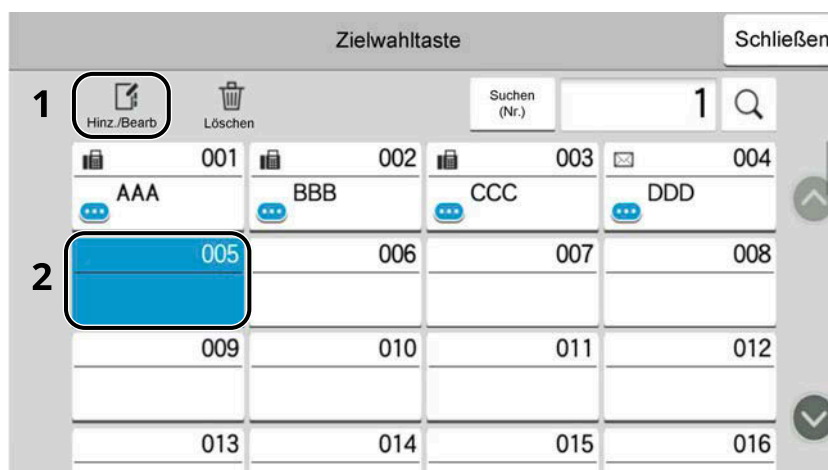 Zielwahltaste
Schließen
1
Hinz./Bearb
Löschen
Suchen
(Nr.)
1
001
002
003
004
AAA
BBB
CCC
DDD
2
005
006
007
008
009
010
011
012
013
014
015
016